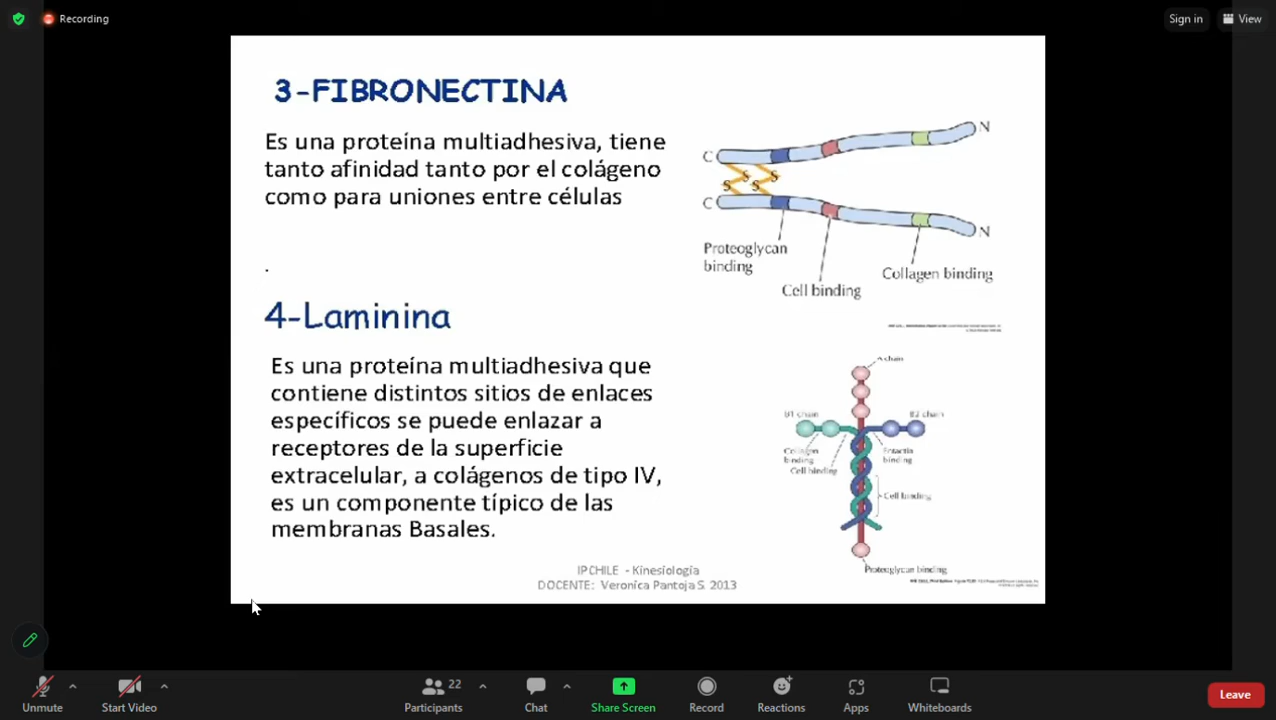 Recording
Sign in
View
3-FIBRONECTINA
Es una proteína multiadhesiva, tiene
tanto afinidad tanto por el colágeno
como para uniones entre células
.
C
N
S
S
S
S
C
N
Proteoglycan
binding
Cell binding
Collagen binding
4-Laminina
Es una proteína multiadhesiva que
contiene distintos sitios de enlaces
específicos se puede enlazar a
receptores de la superficie
extracelular, a colágenos de tipo IV,
es un componente típico de las
membranas Basales.
A chain
B1 chain
B2 chain
Collagen
binding
Cell binding
Entactin
binding
Cell binding
Proteoglycan binding
IPCHILE - Kinesiología
DOCENTE: Veronica Pantoja S. 2013
Unmute
Start Video
22
Participants
Chat
Share Screen
Record
Reactions
Apps
Whiteboards
Leave